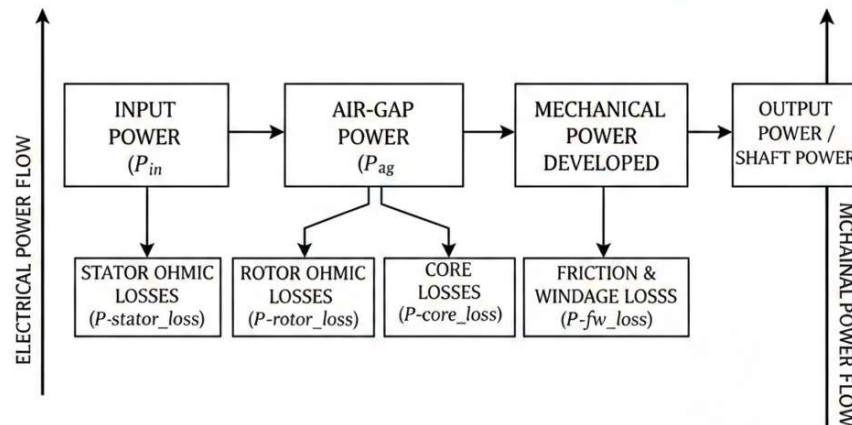 INPUT
POWER
(P_in
AIR-GAP
POWER
(P_ag
MECHANICAL
POWER
DEVELOPED
OUTPUT
POWER /
SHAFT POWER
STATOR OHMIC
LOSSES
(P-stator_loss)
ROTOR OHMIC
LOSSES
(P-rotor_loss)
CORE
LOSSES
(P-core_loss)
FRICTION &
WINDAGE LOSSS
(P-fw_loss)
ELECTRICAL POWER FLOW
MCHAINAL POWER FLOW